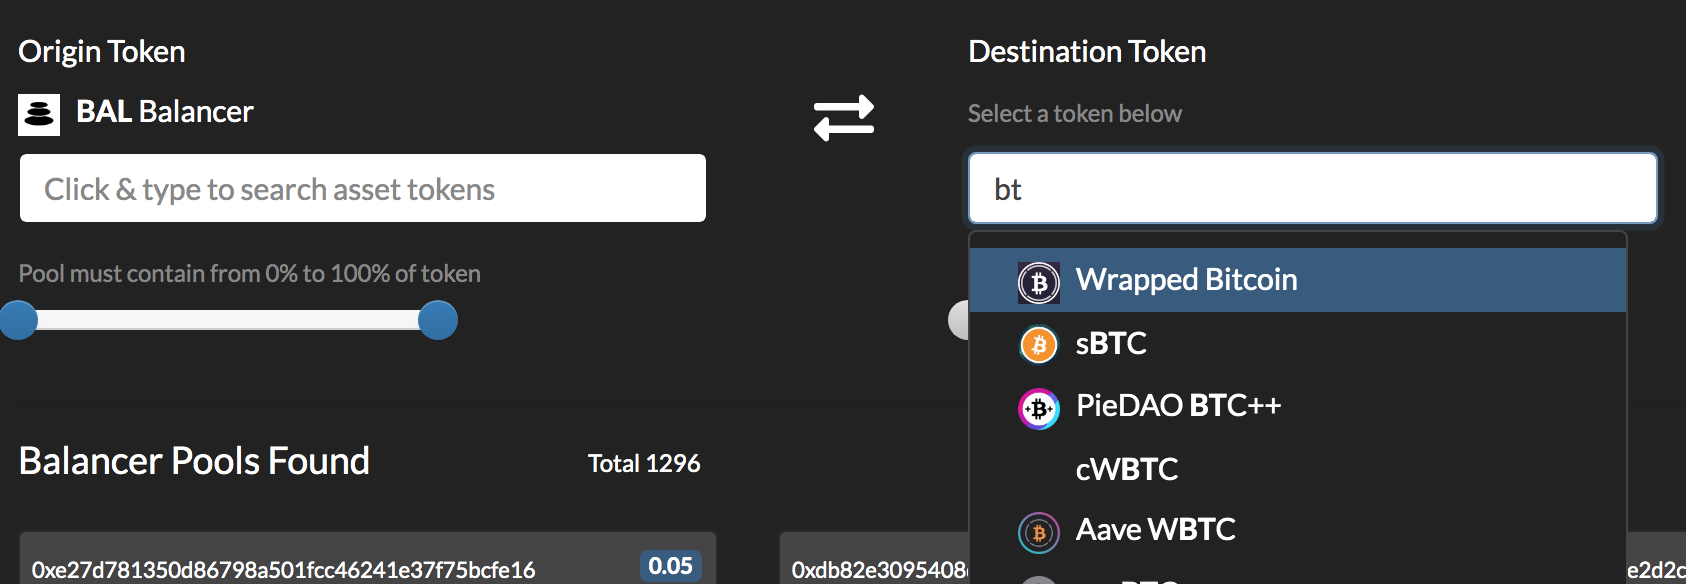 Origin Token
BAL Balancer
Click & type to search asset tokens
Pool must contain from 0% to 100% of token
Destination Token
Select a token below
bt
Wrapped Bitcoin
sBTC
PieDAO BTC++
cWBTC
Aave WBTC
Balancer Pools Found
Total 1296
0xe27d781350d86798a501fcc46241e37f75bcfe16
0.05
0xdb82e3095408
e2d2c